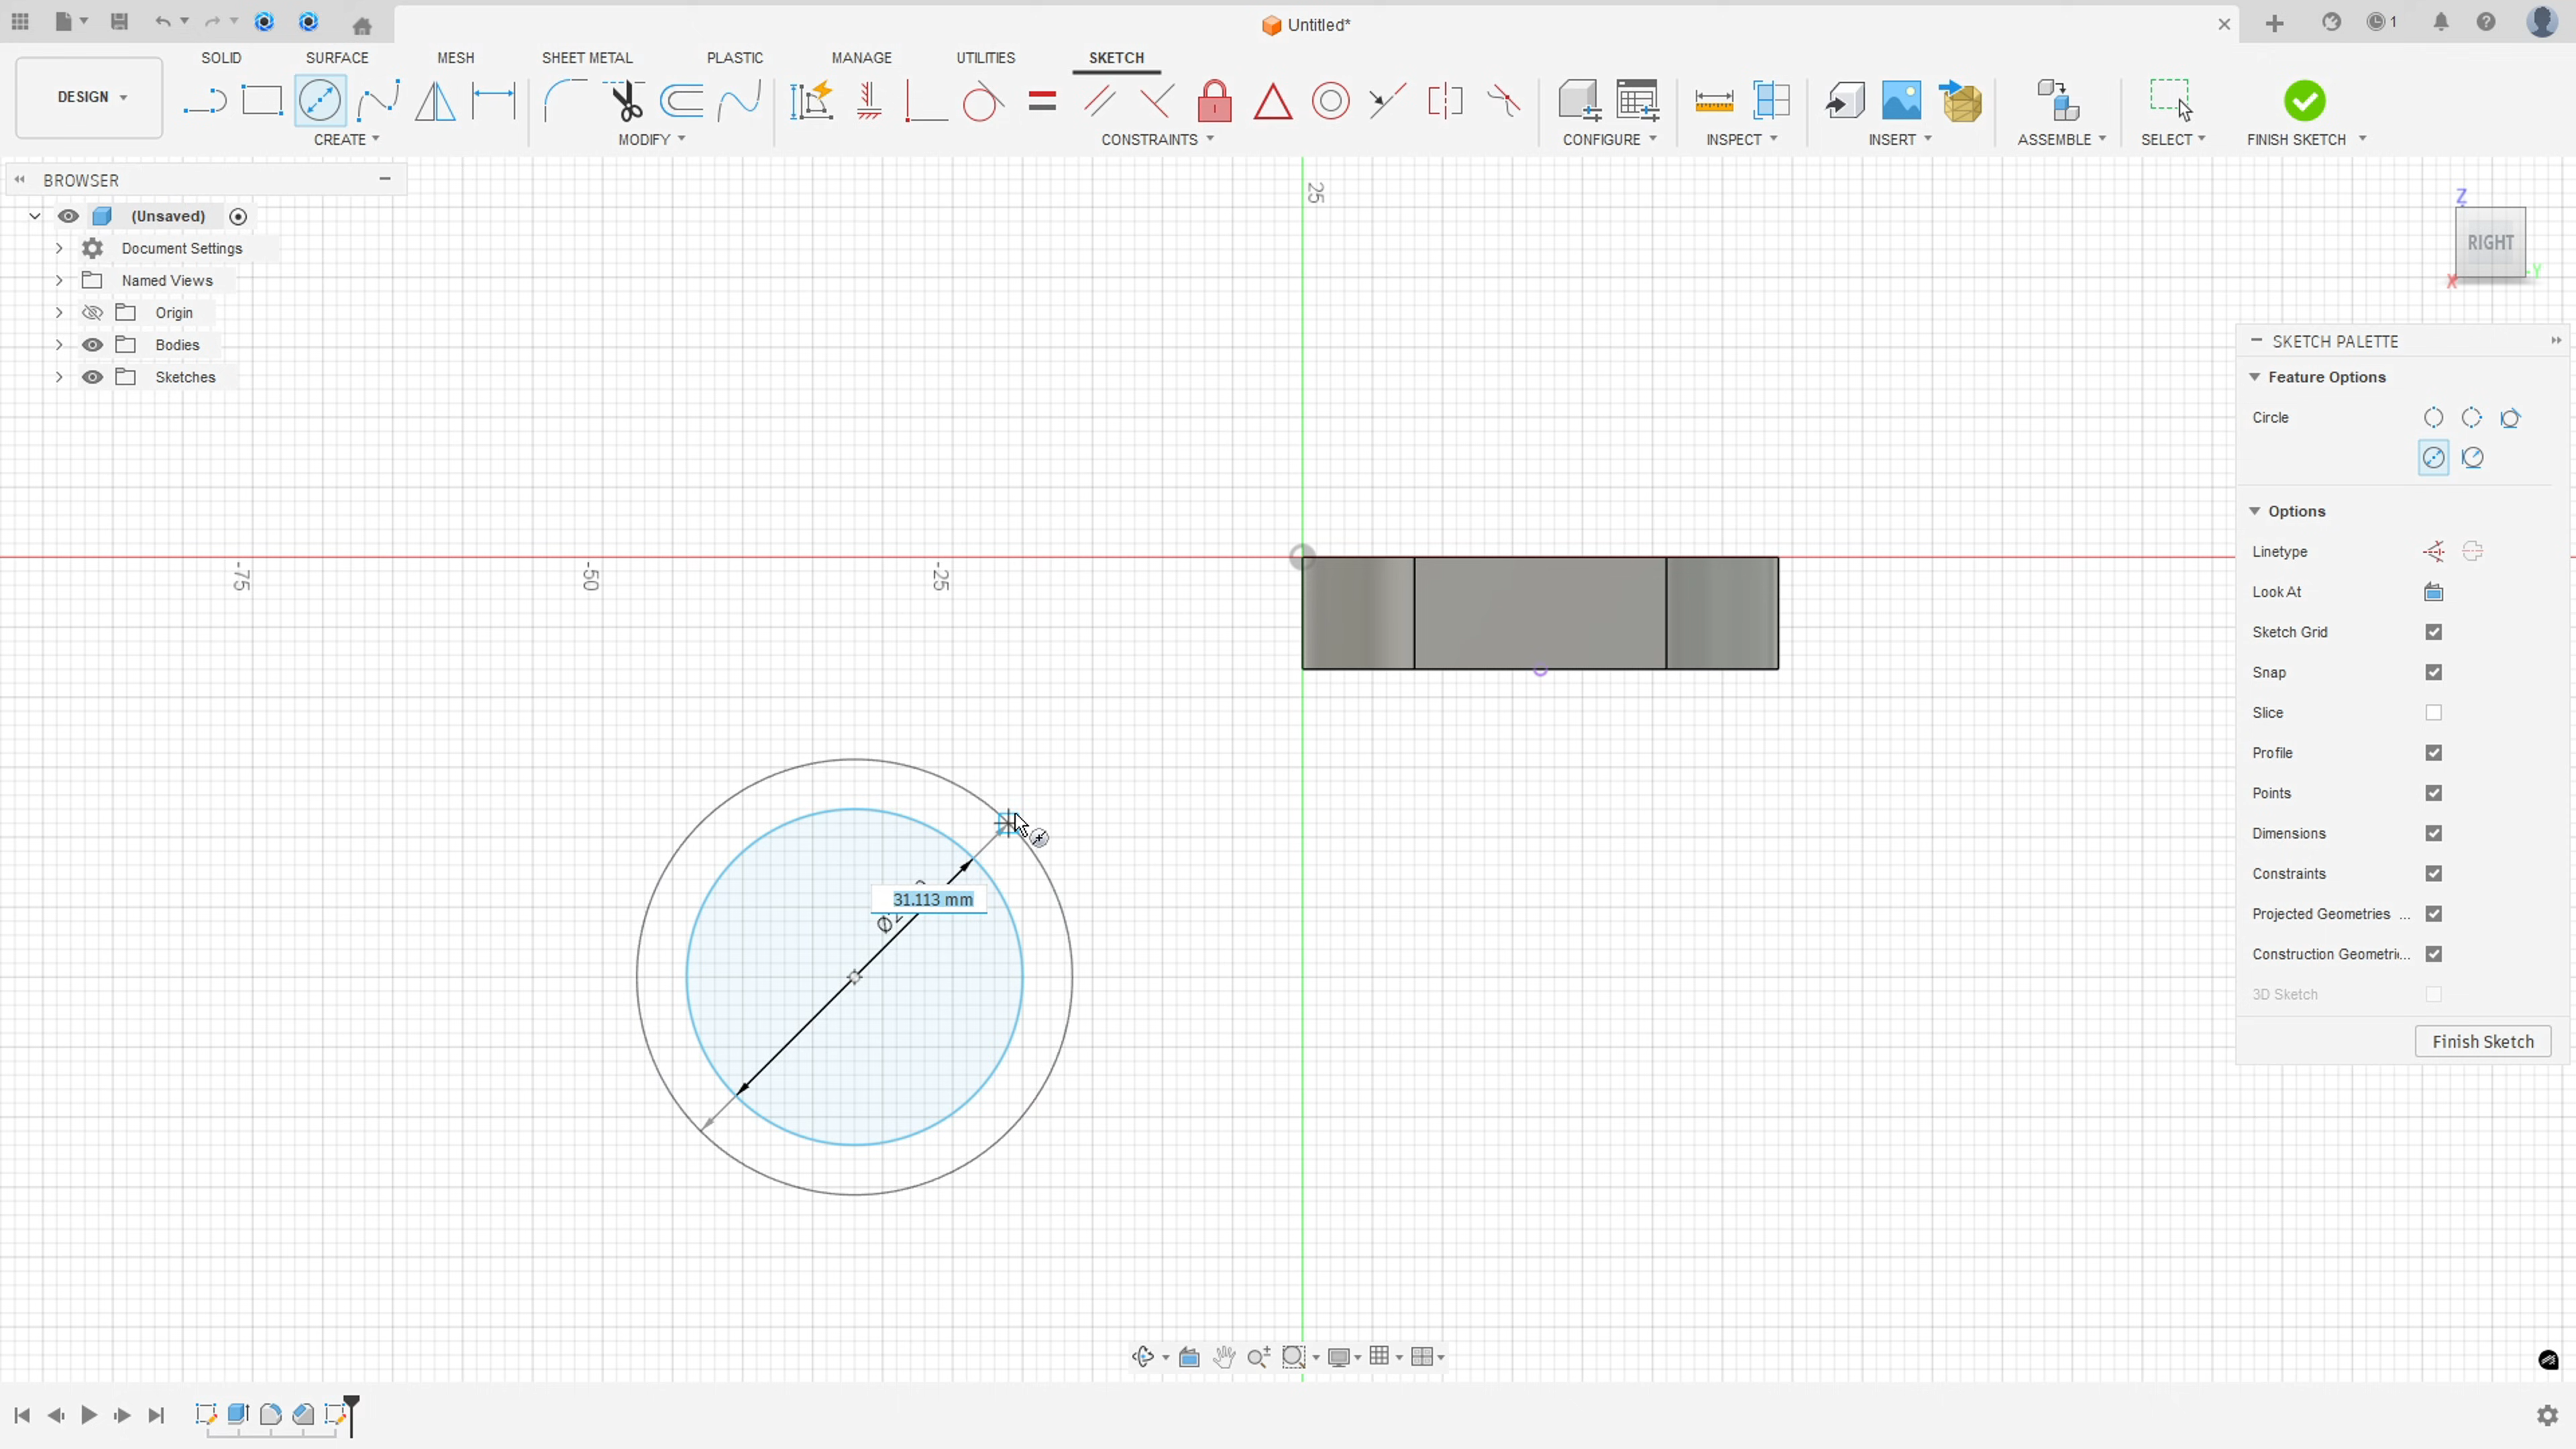 Untitled*
1
SOLID SURFACE MESH SHEET METAL PLASTIC MANAGE UTILITIES SKETCH
DESIGN
CREATE MODIFY CONSTRAINTS CONFIGURE INSPECT INSERT ASSEMBLE SELECT FINISH SKETCH
BROWSER
(Unsaved)
Document Settings
Named Views
Origin
Bodies
Sketches
25
Z
RIGHT
X
-Y
-75
-50
-25
31.113 mm
SKETCH PALETTE
Feature Options
Circle
Options
Linetype
Look At
Sketch Grid
Snap
Slice
Profile
Points
Dimensions
Constraints
Projected Geometries ...
Construction Geometri...
3D Sketch
Finish Sketch